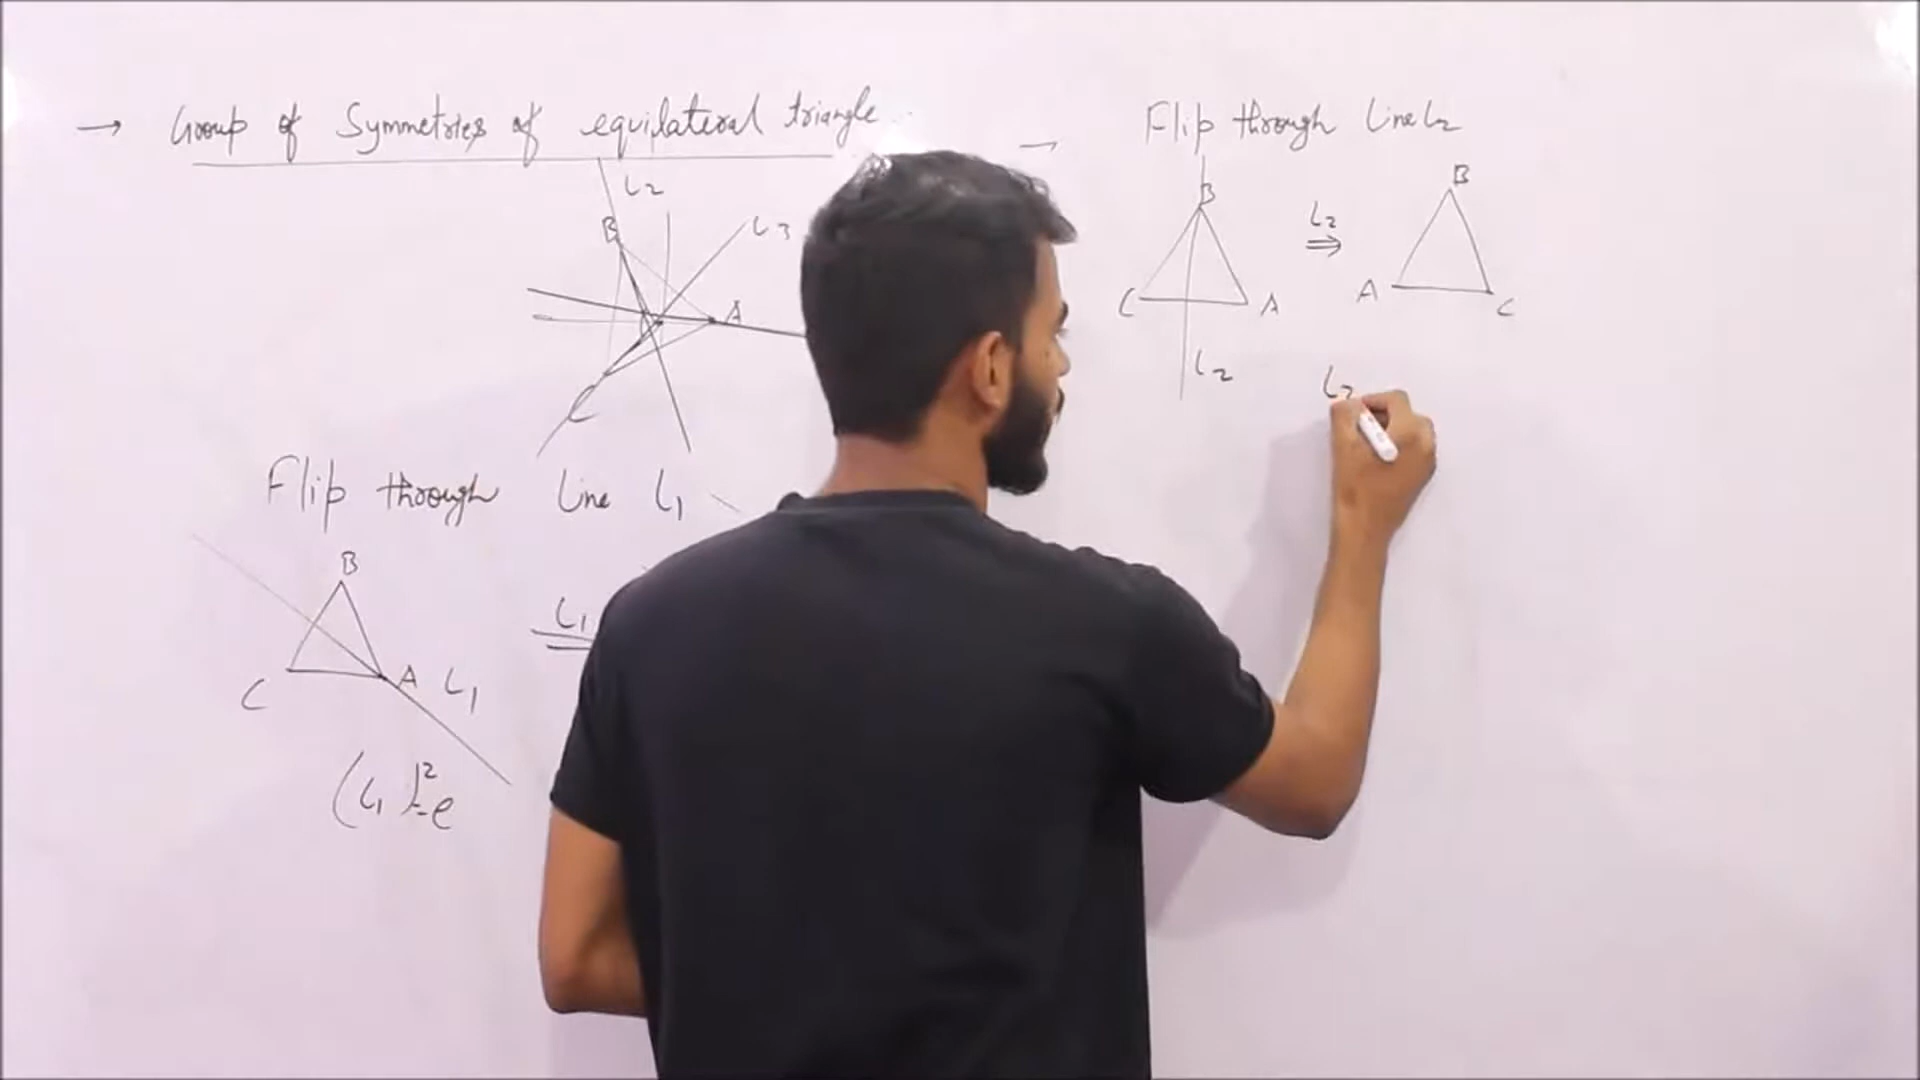 → Group of Symmetries of equilateral triangle
L2
B
L3
A
C
Flip through Line L1
B
C
A L1
L1
(L1)²=e
→ Flip through Line L2
B
C
A
L2
L2
⇒
B
A
C
L2